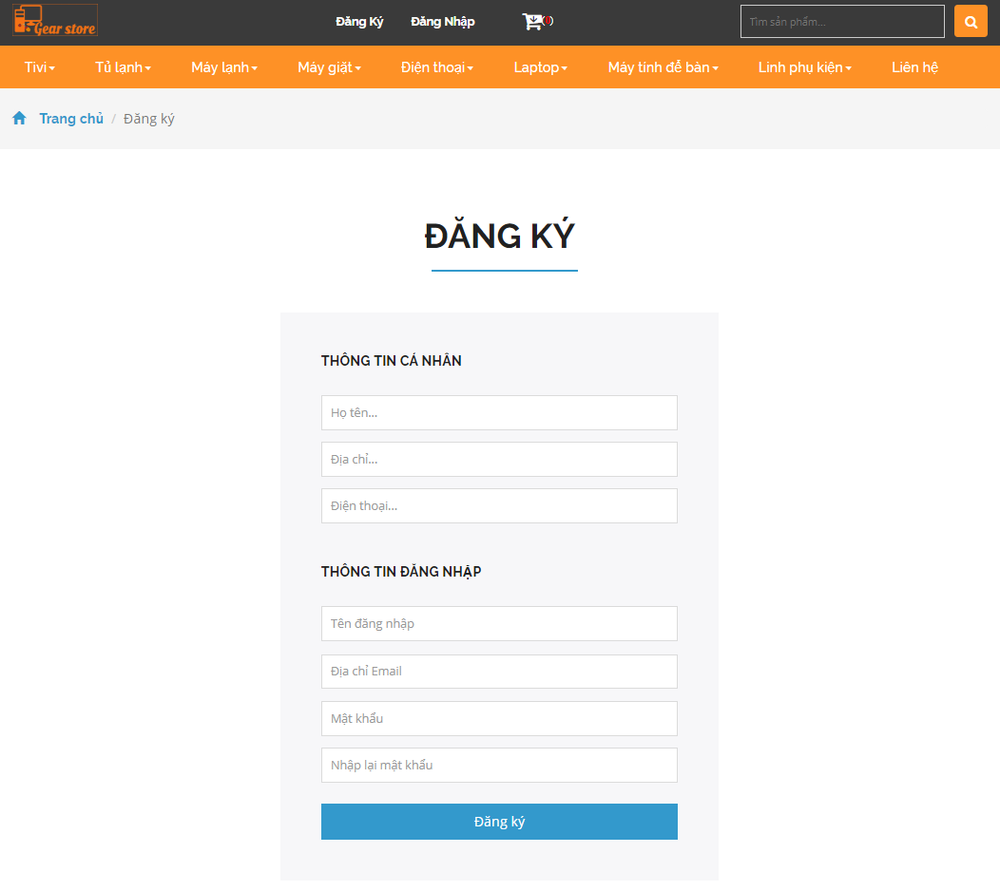 Gear store
Đăng Ký Đăng Nhập
Tìm sản phẩm...
Tivi Tủ lạnh Máy lạnh Máy giặt Điện thoại Laptop Máy tính để bàn Linh phụ kiện Liên hệ
Trang chủ / Đăng ký
ĐĂNG KÝ
THÔNG TIN CÁ NHÂN
Họ tên...
Địa chỉ...
Điện thoại...
THÔNG TIN ĐĂNG NHẬP
Tên đăng nhập
Địa chỉ Email
Mật khẩu
Nhập lại mật khẩu
Đăng ký